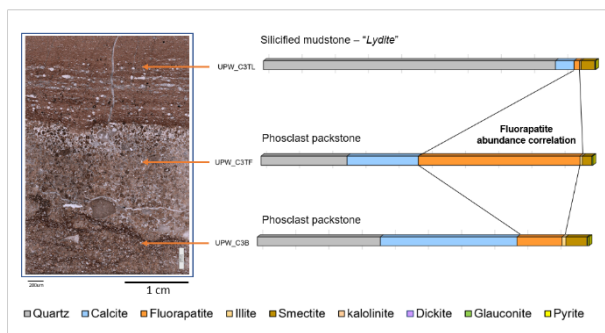 Silicified mudstone – “Lydite”
UPW_C3TL
Phosclast packstone
Fluorapatite
abundance correlation
UPW_C3TF
Phosclast packstone
UPW_C3B
1 cm
Quartz Calcite Fluorapatite Illite Smectite kalolinite Dickite Glauconite Pyrite